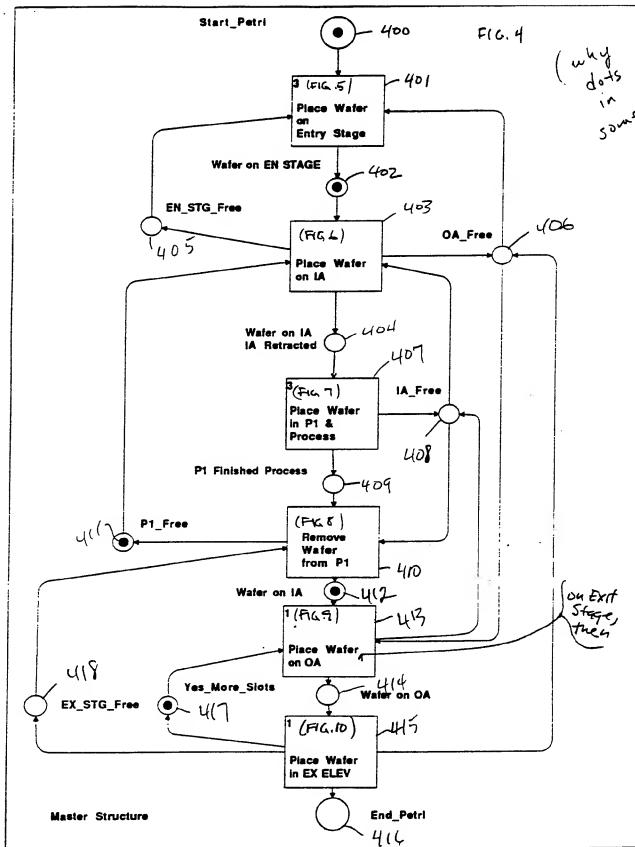 Start_Petri
400
FIG. 4
(why
dots
in
some
3 (FIG. 5)
401
Place Wafer
on
Entry Stage
Wafer on EN STAGE
402
EN_STG_Free
403
405
(FIG. 6)
OA_Free
406
Place Wafer
on IA
404
Wafer on IA
IA Retracted
407
3 (FIG. 7)
IA_Free
Place Wafer
in P1 &
Process
408
P1 Finished Process
409
(FIG. 8)
P1_Free
Remove
Wafer
from P1
410
Wafer on IA
412
1 (FIG. 9)
413
on Exit
Stage,
then
Place Wafer
on OA
418
Yes_More_Slots
414
EX_STG_Free
417
Wafer on OA
1 (FIG. 10)
415
Place Wafer
in EX ELEV
Master Structure
End_Petri
416